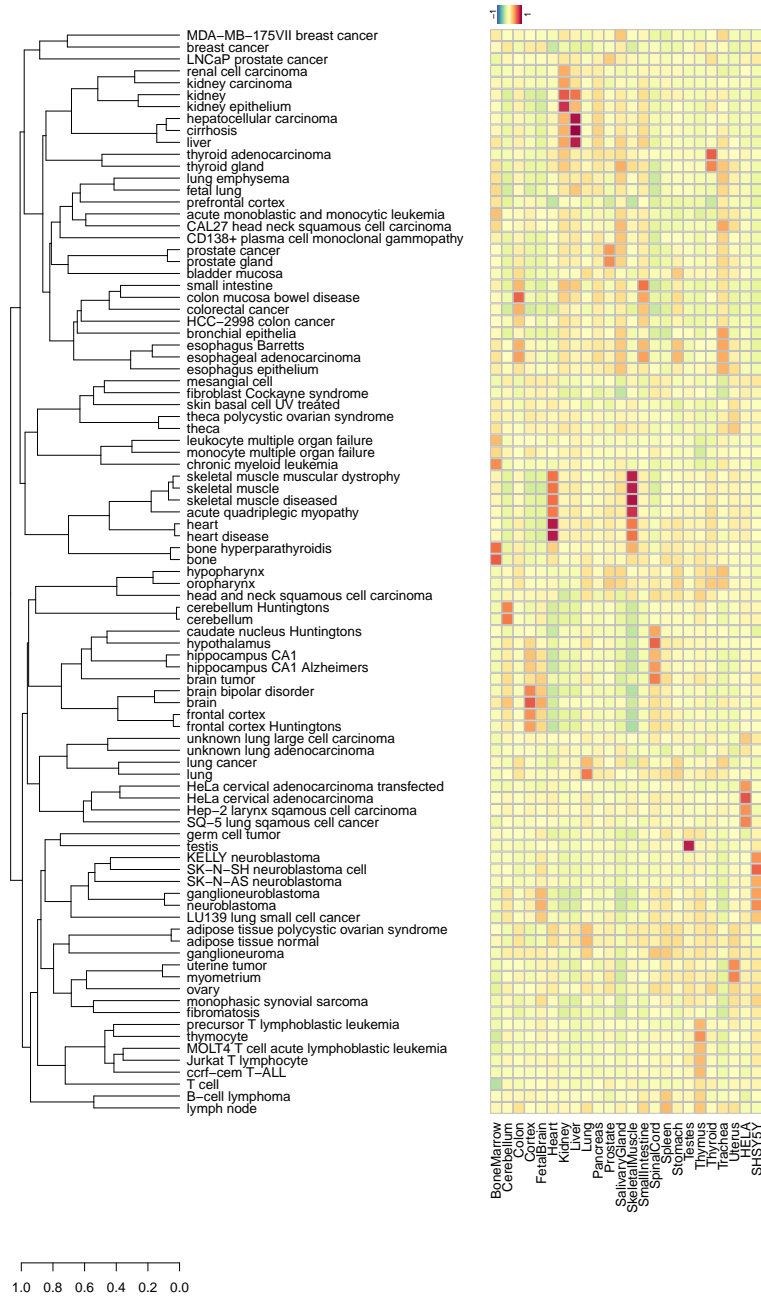 −1
1
MDA−MB−175VII breast cancer
breast cancer
LNCaP prostate cancer
renal cell carcinoma
kidney carcinoma
kidney
kidney epithelium
hepatocellular carcinoma
cirrhosis
liver
thyroid adenocarcinoma
thyroid gland
lung emphysema
fetal lung
prefrontal cortex
acute monoblastic and monocytic leukemia
CAL27 head neck squamous cell carcinoma
CD138+ plasma cell monoclonal gammopathy
prostate cancer
prostate gland
bladder mucosa
small intestine
colon mucosa bowel disease
colorectal cancer
HCC−2998 colon cancer
bronchial epithelia
esophagus Barretts
esophageal adenocarcinoma
esophagus epithelium
mesangial cell
fibroblast Cockayne syndrome
skin basal cell UV treated
theca polycystic ovarian syndrome
theca
leukocyte multiple organ failure
monocyte multiple organ failure
chronic myeloid leukemia
skeletal muscle muscular dystrophy
skeletal muscle
skeletal muscle diseased
acute quadriplegic myopathy
heart
heart disease
bone hyperparathyroidis
bone
hypopharynx
oropharynx
head and neck squamous cell carcinoma
cerebellum Huntingtons
cerebellum
caudate nucleus Huntingtons
hypothalamus
hippocampus CA1
hippocampus CA1 Alzheimers
brain tumor
brain bipolar disorder
brain
frontal cortex
frontal cortex Huntingtons
unknown lung large cell carcinoma
unknown lung adenocarcinoma
lung cancer
lung
HeLa cervical adenocarcinoma transfected
HeLa cervical adenocarcinoma
Hep−2 larynx sqamous cell carcinoma
SQ−5 lung sqamous cell cancer
germ cell tumor
testis
KELLY neuroblastoma
SK−N−SH neuroblastoma cell
SK−N−AS neuroblastoma
ganglioneuroblastoma
neuroblastoma
LU139 lung small cell cancer
adipose tissue polycystic ovarian syndrome
adipose tissue normal
ganglioneuroma
uterine tumor
myometrium
ovary
monophasic synovial sarcoma
fibromatosis
precursor T lymphoblastic leukemia
thymocyte
MOLT4 T cell acute lymphoblastic leukemia
Jurkat T lymphocyte
ccrf−cem T−ALL
T cell
B−cell lymphoma
lymph node
BoneMarrow
Cerebellum
Colon
Cortex
FetalBrain
Heart
Kidney
Liver
Lung
Pancreas
Prostate
SalivaryGland
SkeletalMuscle
SmallIntestine
SpinalCord
Spleen
Stomach
Testes
Thymus
Thyroid
Trachea
Uterus
HELA
SHSY5Y
1.0 0.8 0.6 0.4 0.2 0.0